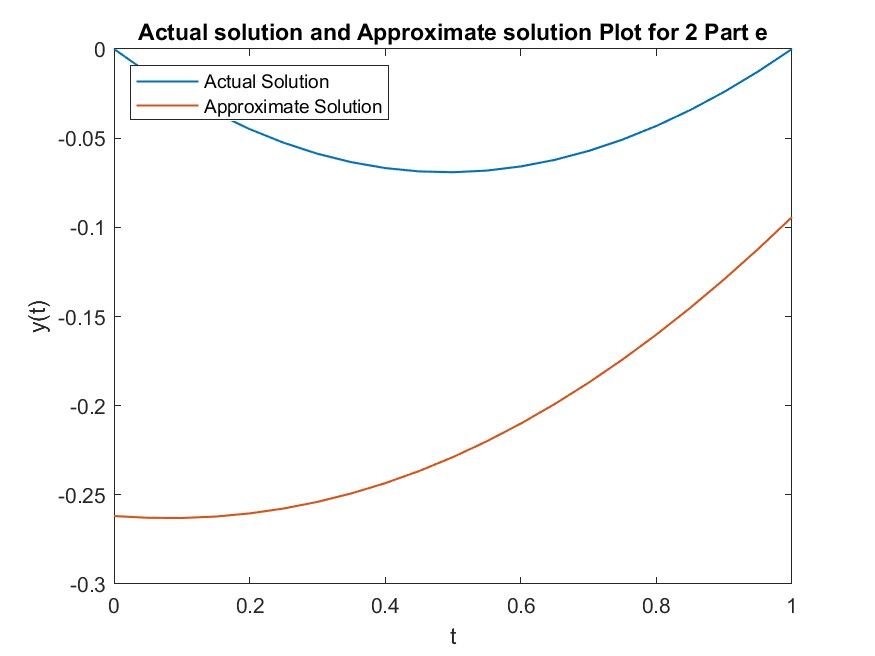 Actual solution and Approximate solution Plot for 2 Part e
0
Actual Solution
Approximate Solution
-0.05
-0.1
y(t)
-0.15
-0.2
-0.25
-0.3
0 0.2 0.4 0.6 0.8 1
t